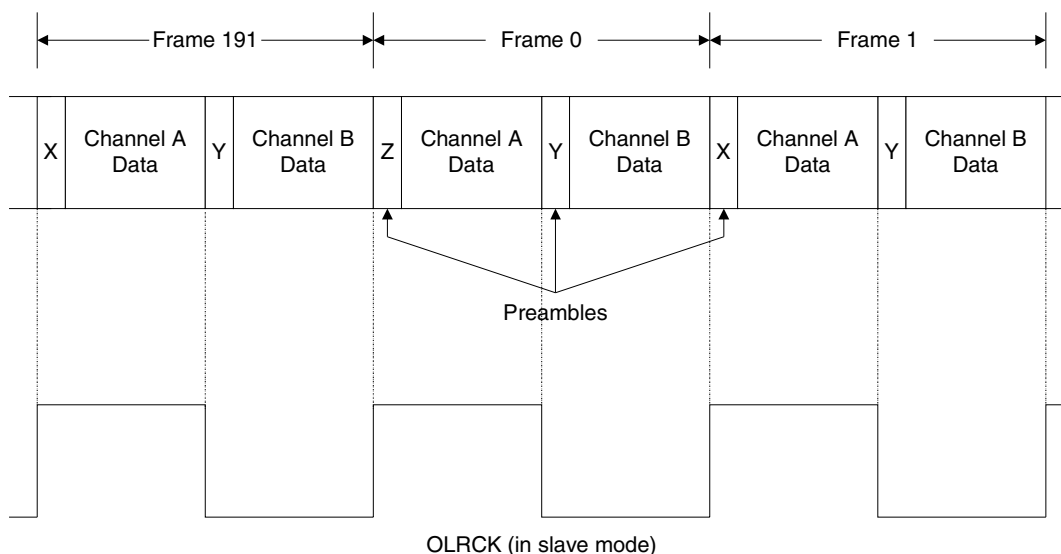 Frame 191
Frame 0
Frame 1
X
Channel A
Data
Y
Channel B
Data
Z
Channel A
Data
Y
Channel B
Data
X
Channel A
Data
Y
Channel B
Data
Preambles
OLRCK (in slave mode)